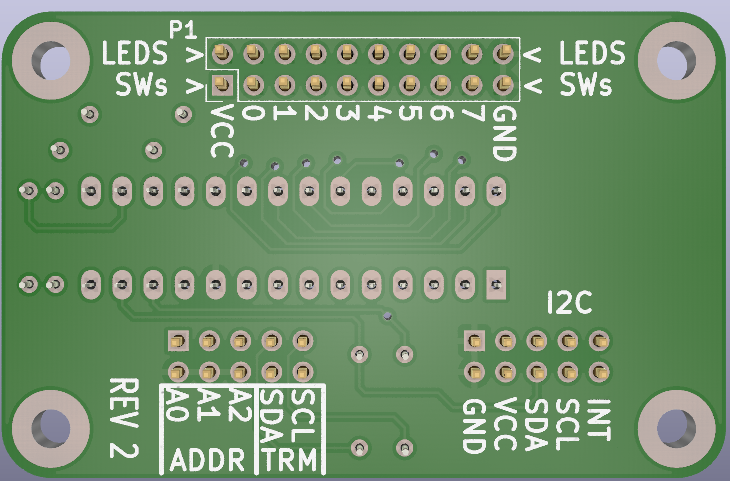 P1
LEDS > < LEDS
SWs > < SWs
VCC 0 1 2 3 4 5 6 7 GND
I2C
REV 2
A0 A1 A2 SDA SCL
GND VCC SDA SCL INT
ADDR TRM